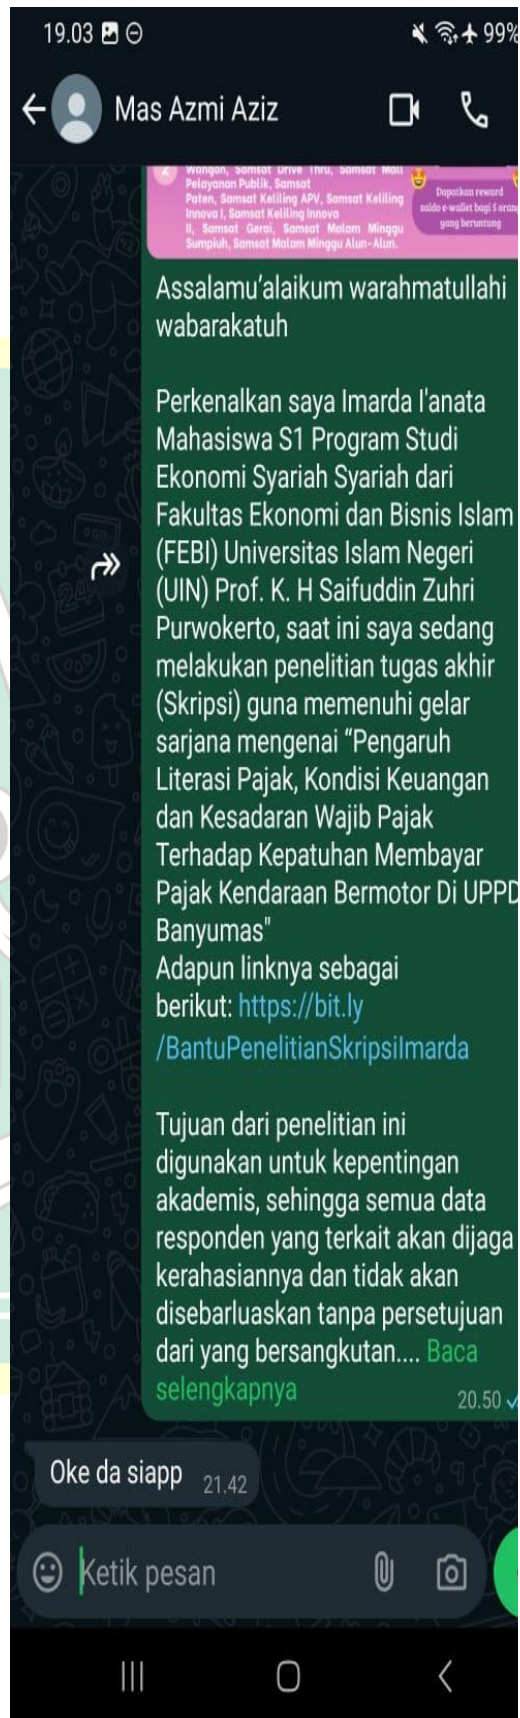 19.03
99%
Mas Azmi Aziz
2
Wangon, Samsat Drive Thru, Samsat Mall
Pelayanan Publik, Samsat
Paten, Samsat Keliling APV, Samsat Keliling
Innova I, Samsat Keliling Innova
II, Samsat Gerai, Samsat Malam Minggu
Sumpiuh, Samsat Malam Minggu Alun-Alun.
Dapatkan reward
saldo e-wallet bagi 5 orang
yang beruntung
Assalamu'alaikum warahmatullahi
wabarakatuh
Perkenalkan saya Imarda I'anata
Mahasiswa S1 Program Studi
Ekonomi Syariah Syariah dari
Fakultas Ekonomi dan Bisnis Islam
(FEBI) Universitas Islam Negeri
(UIN) Prof. K. H Saifuddin Zuhri
Purwokerto, saat ini saya sedang
melakukan penelitian tugas akhir
(Skripsi) guna memenuhi gelar
sarjana mengenai “Pengaruh
Literasi Pajak, Kondisi Keuangan
dan Kesadaran Wajib Pajak
Terhadap Kepatuhan Membayar
Pajak Kendaraan Bermotor Di UPPD
Banyumas"
Adapun linknya sebagai
berikut: https://bit.ly
/BantuPenelitianSkripsiImarda
Tujuan dari penelitian ini
digunakan untuk kepentingan
akademis, sehingga semua data
responden yang terkait akan dijaga
kerahasiannya dan tidak akan
disebarluaskan tanpa persetujuan
dari yang bersangkutan.... Baca
selengkapnya
20.50
Oke da siapp 21.42
Ketik pesan